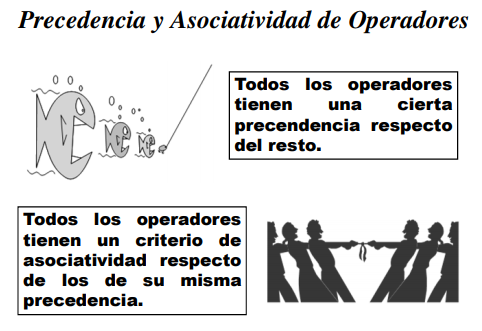 Precedencia y Asociatividad de Operadores
Todos los operadores
tienen una cierta
precendencia respecto
del resto.
Todos los operadores
tienen un criterio de
asociatividad respecto
de los de su misma
precedencia.